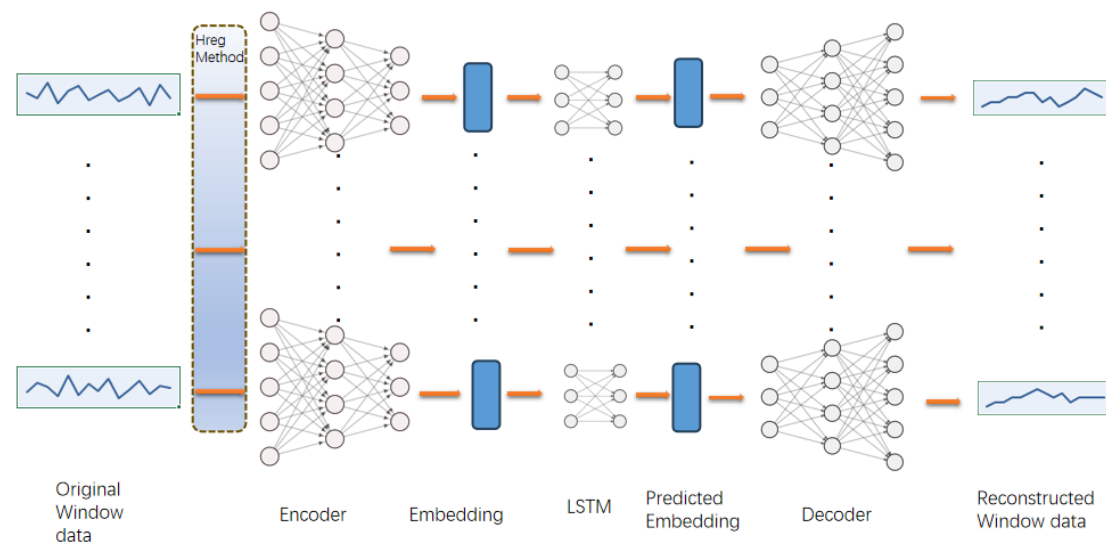 Hreg
Method
Original
Window
data
Encoder
Embedding
LSTM
Predicted
Embedding
Decoder
Reconstructed
Window data